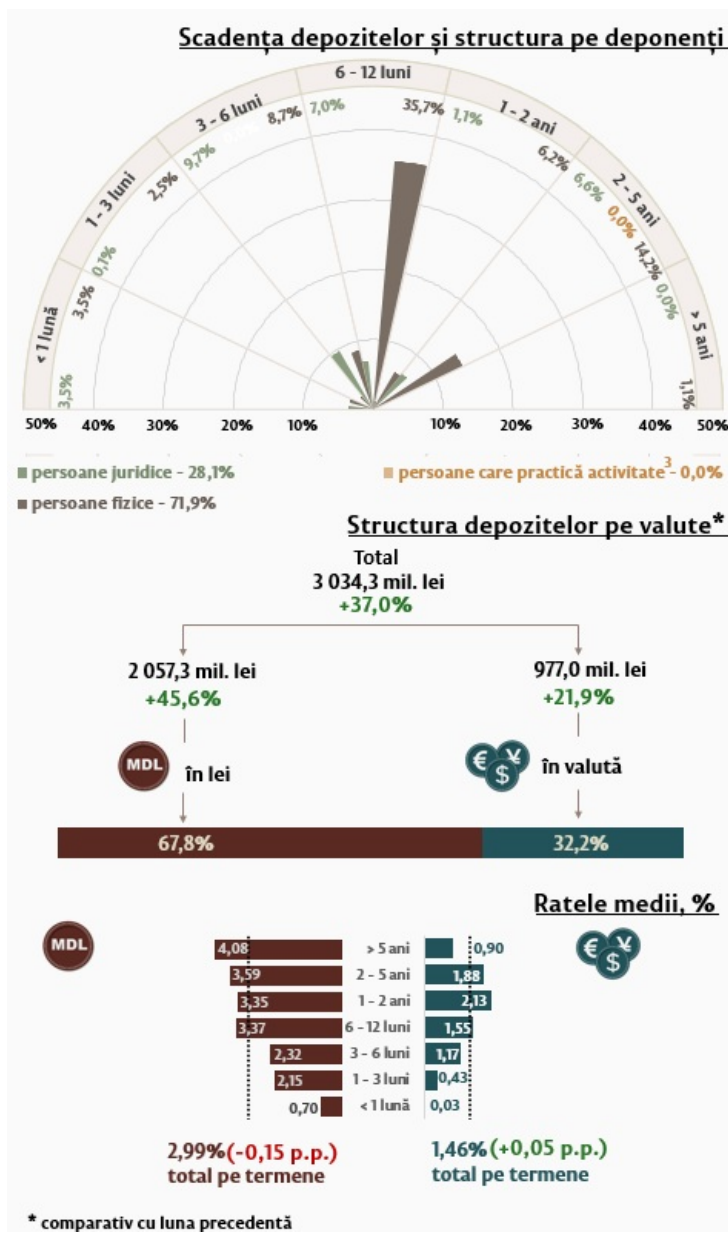 Scadența depozitelor și structura pe deponenți
< 1 lună
1 - 3 luni
3 - 6 luni
6 - 12 luni
1 - 2 ani
2 - 5 ani
> 5 ani
3,5%
3,5%
0,1%
2,5%
9,7%
8,7%
7,0%
35,7%
1,1%
6,2%
6,6%
0,0%
14,2%
0,0%
1,1%
50% 40% 30% 20% 10% 10% 20% 30% 40% 50%
persoane juridice - 28,1%
persoane care practică activitate3 - 0,0%
persoane fizice - 71,9%
Structura depozitelor pe valute*
Total
3 034,3 mil. lei
+37,0%
2 057,3 mil. lei
+45,6%
977,0 mil. lei
+21,9%
MDL
în lei
€ ¥ $
în valută
67,8%
32,2%
Ratele medii, %
MDL
€ ¥ $
4,08 > 5 ani 0,90
3,59 2 - 5 ani 1,88
3,35 1 - 2 ani 2,13
3,37 6 - 12 luni 1,55
2,32 3 - 6 luni 1,17
2,15 1 - 3 luni 0,43
0,70 < 1 lună 0,03
2,99%(-0,15 p.p.)
total pe termene
1,46% (+0,05 p.p.)
total pe termene
* comparativ cu luna precedentă